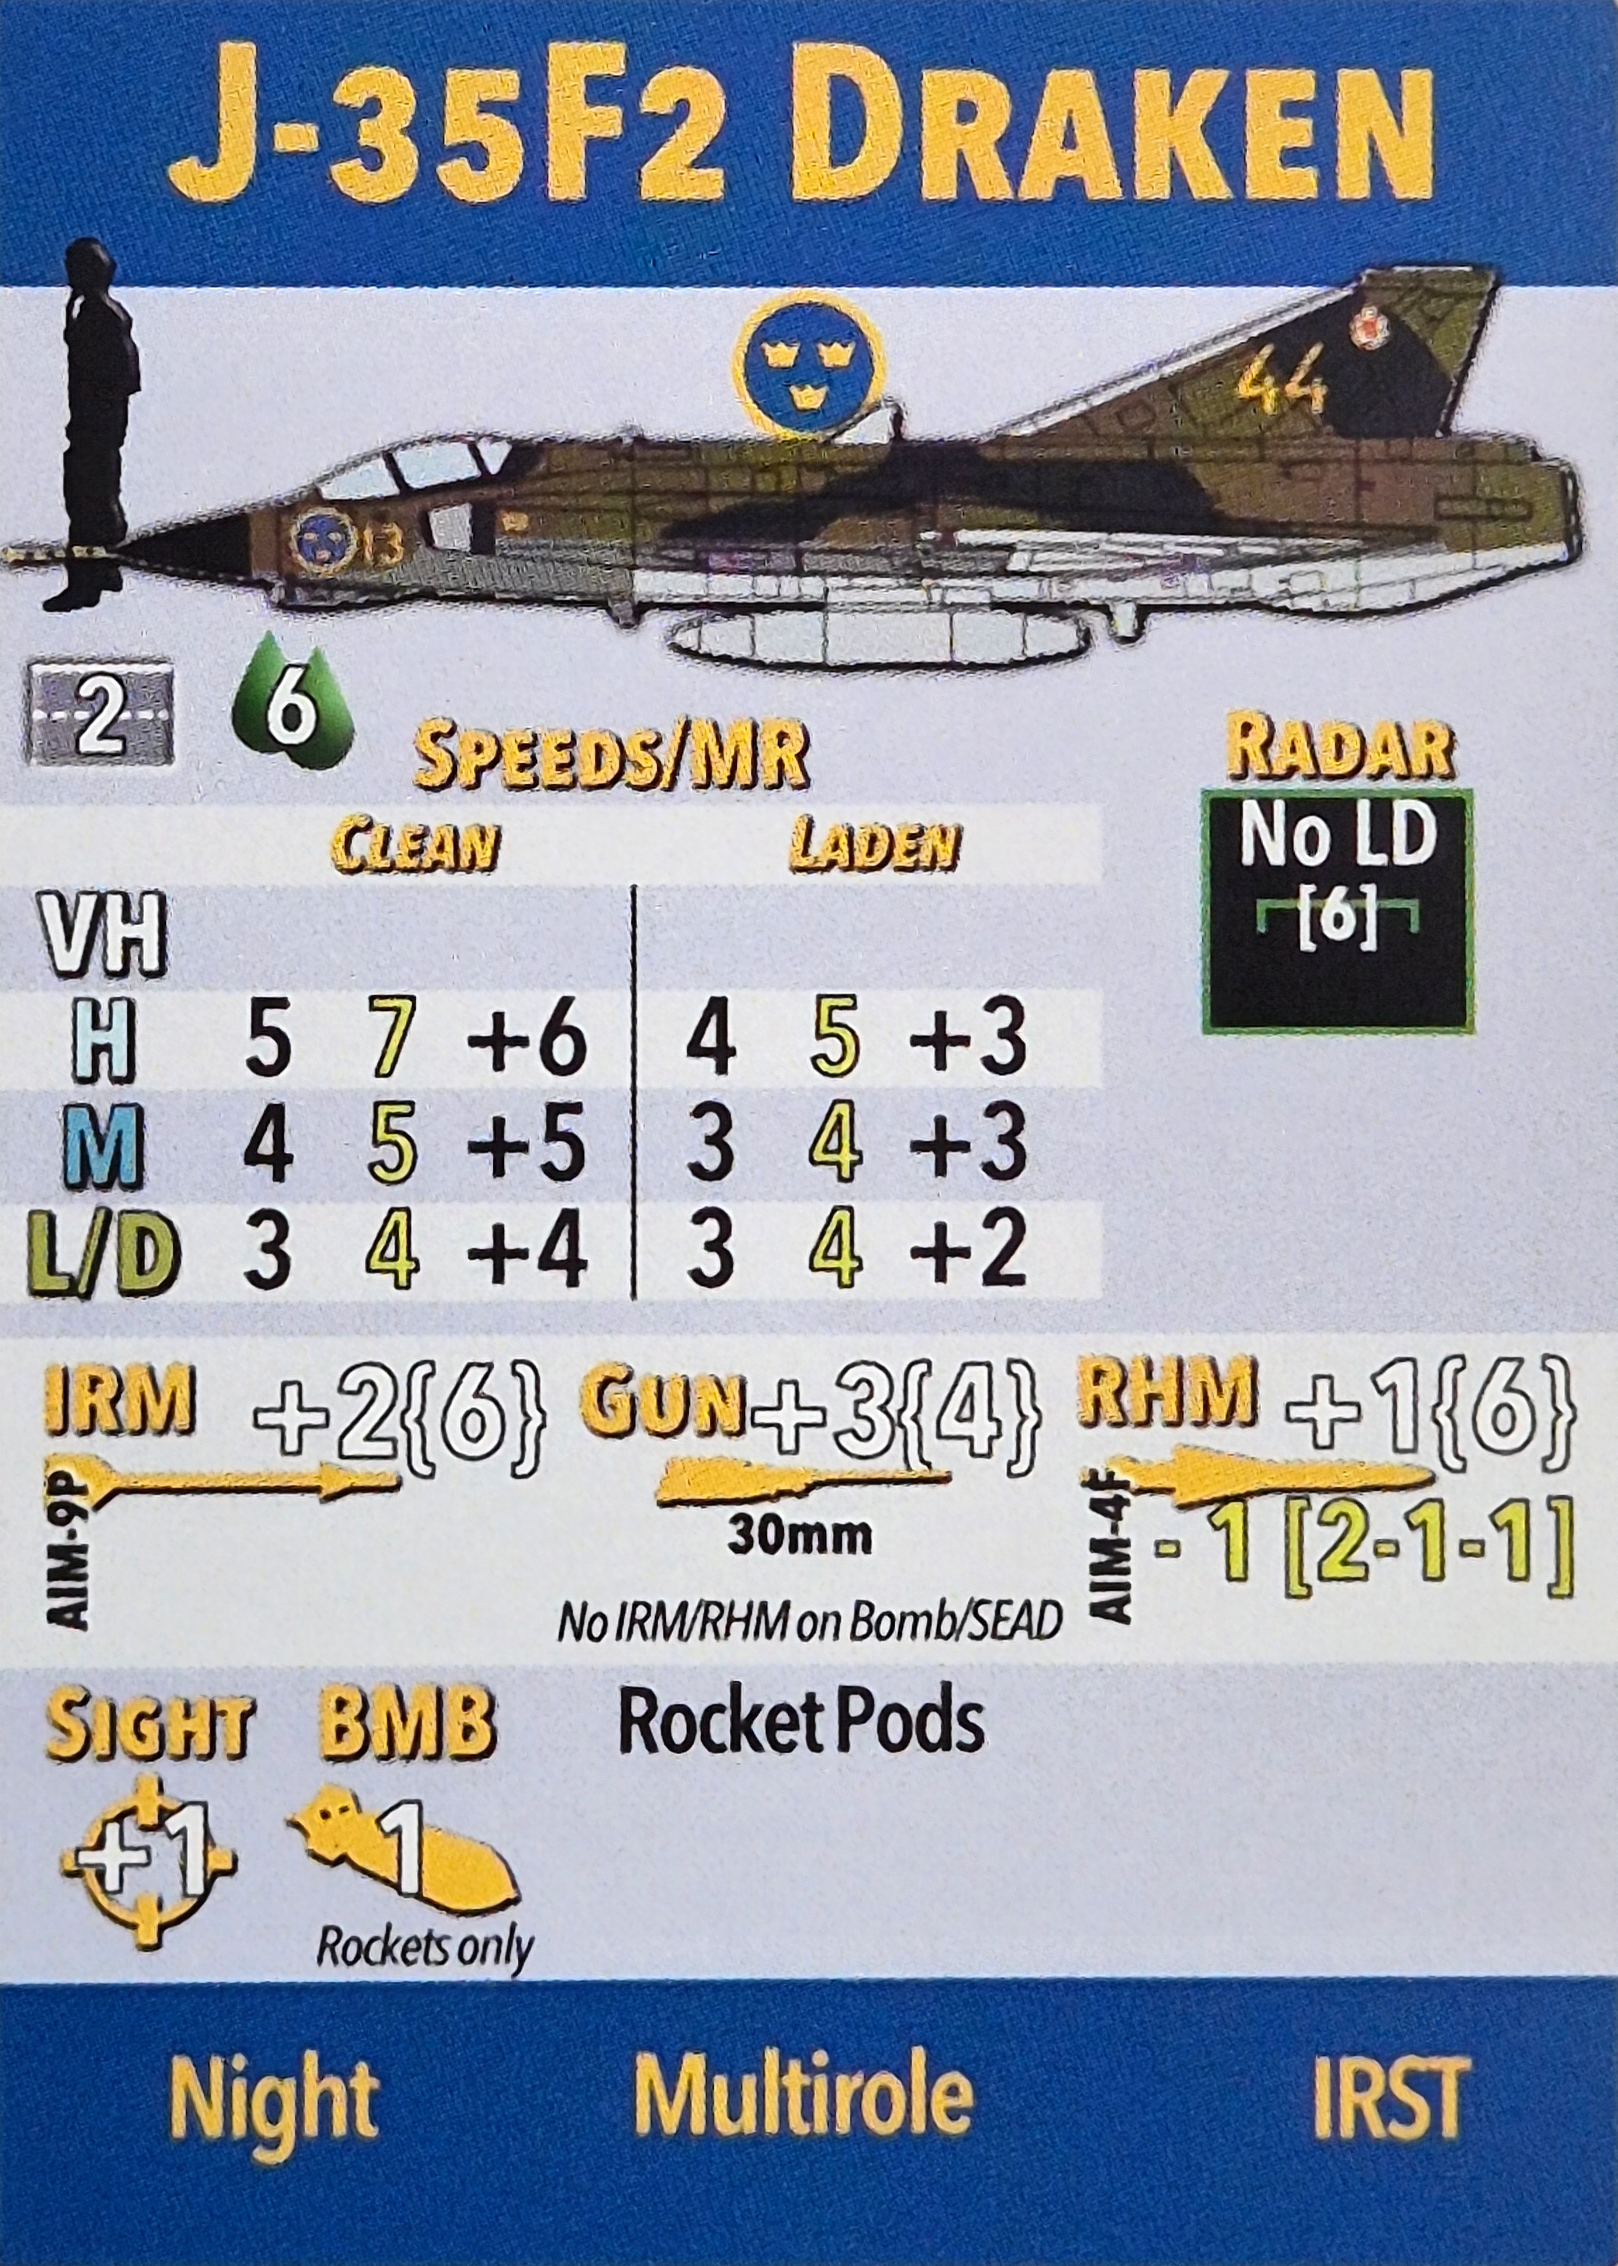 J-35F2 DRAKEN
44
13
2 6
SPEEDS/MR RADAR
CLEAN LADEN No LD
VH [6]
H 5 7 +6 4 5 +3
M 4 5 +5 3 4 +3
L/D 3 4 +4 3 4 +2
IRM +2{6} GUN +3{4} RHM +1{6}
AIM-9P 30mm AIM-4F - 1 [2-1-1]
No IRM/RHM on Bomb/SEAD
SIGHT BMB Rocket Pods
+1 1
Rockets only
Night Multirole IRST